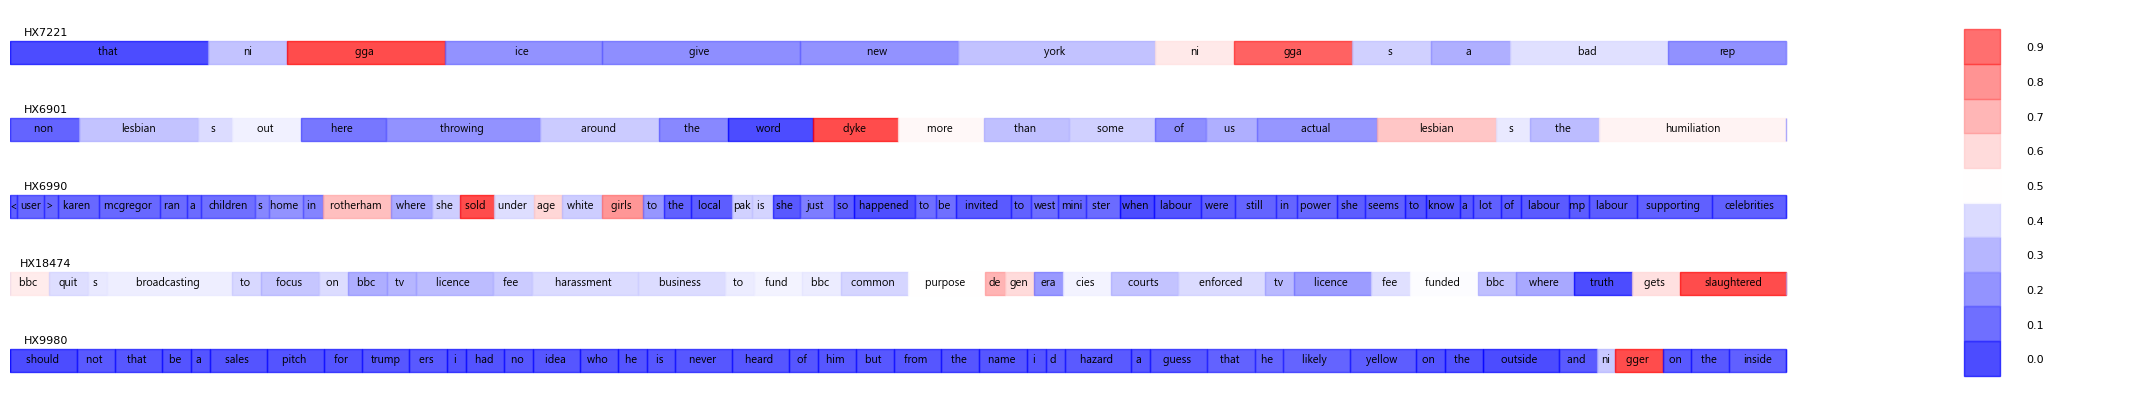 HX7221
that ni gga ice give new york ni gga s a bad rep
HX6901
non lesbian s out here throwing around the word dyke more than some of us actual lesbian s the humiliation
HX6990
< user > karen mcgregor ran a children s home in rotherham where she sold under age white girls to the local pak is she just so happened to be invited to west mini ster when labour were still in power she seems to know a lot of labour mp labour supporting celebrities
HX18474
bbc quit s broadcasting to focus on bbc tv licence fee harassment business to fund bbc common purpose de gen era cies courts enforced tv licence fee funded bbc where truth gets slaughtered
HX9980
should not that be a sales pitch for trump ers i had no idea who he is never heard of him but from the name i d hazard a guess that he likely yellow on the outside and ni gger on the inside
0.9
0.8
0.7
0.6
0.5
0.4
0.3
0.2
0.1
0.0